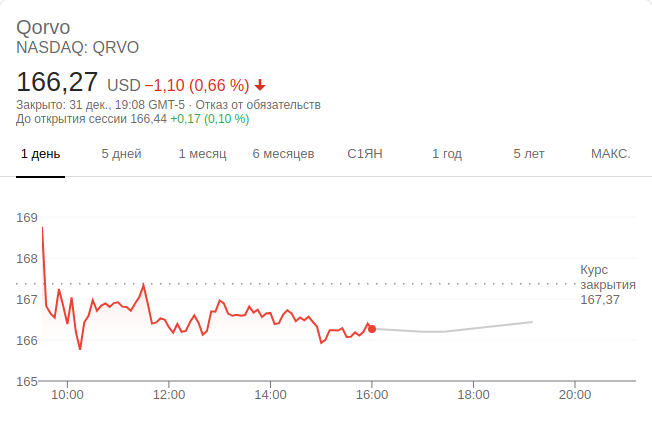 Qorvo
NASDAQ: QRVO
166,27 USD −1,10 (0,66 %)
Закрыто: 31 дек., 19:08 GMT-5 · Отказ от обязательств
До открытия сессии 166,44 +0,17 (0,10 %)
1 день 5 дней 1 месяц 6 месяцев С1ЯН 1 год 5 лет МАКС.
169
168
Курс
закрытия
167,37
167
166
165
10:00 12:00 14:00 16:00 18:00 20:00